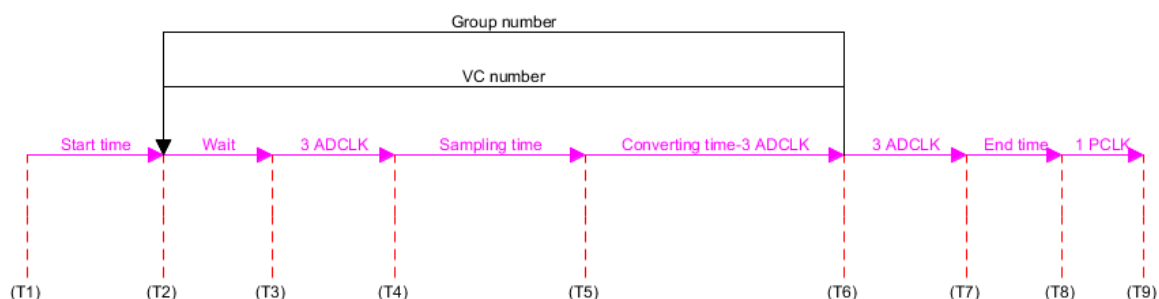 Group number
VC number
Start time Wait 3 ADCLK Sampling time Converting time-3 ADCLK 3 ADCLK End time 1 PCLK
(T1) (T2) (T3) (T4) (T5) (T6) (T7) (T8) (T9)